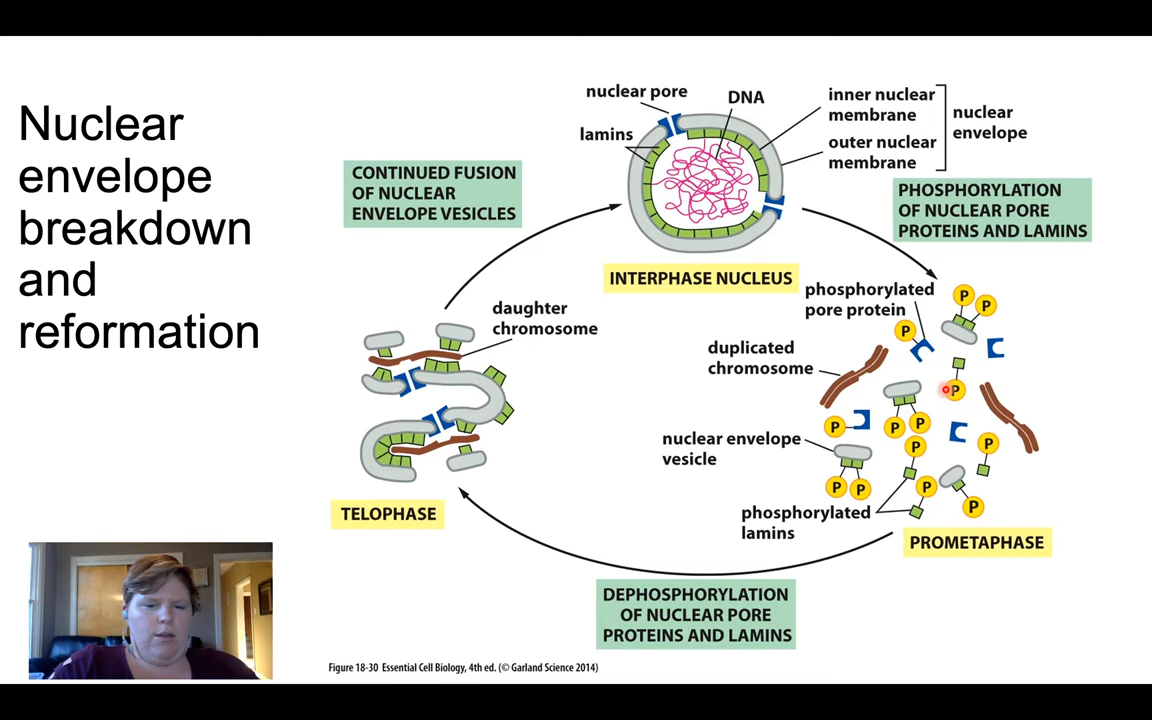 Nuclear
envelope
breakdown
and
reformation
nuclear pore
DNA
lamins
inner nuclear
membrane
outer nuclear
membrane
nuclear
envelope
CONTINUED FUSION
OF NUCLEAR
ENVELOPE VESICLES
PHOSPHORYLATION
OF NUCLEAR PORE
PROTEINS AND LAMINS
INTERPHASE NUCLEUS
phosphorylated
pore protein
daughter
chromosome
duplicated
chromosome
nuclear envelope
vesicle
phosphorylated
lamins
P
P
P
P
P
P
P
P
P
P
P
P
P
P
TELOPHASE
PROMETAPHASE
DEPHOSPHORYLATION
OF NUCLEAR PORE
PROTEINS AND LAMINS
Figure 18-30 Essential Cell Biology, 4th ed. (© Garland Science 2014)